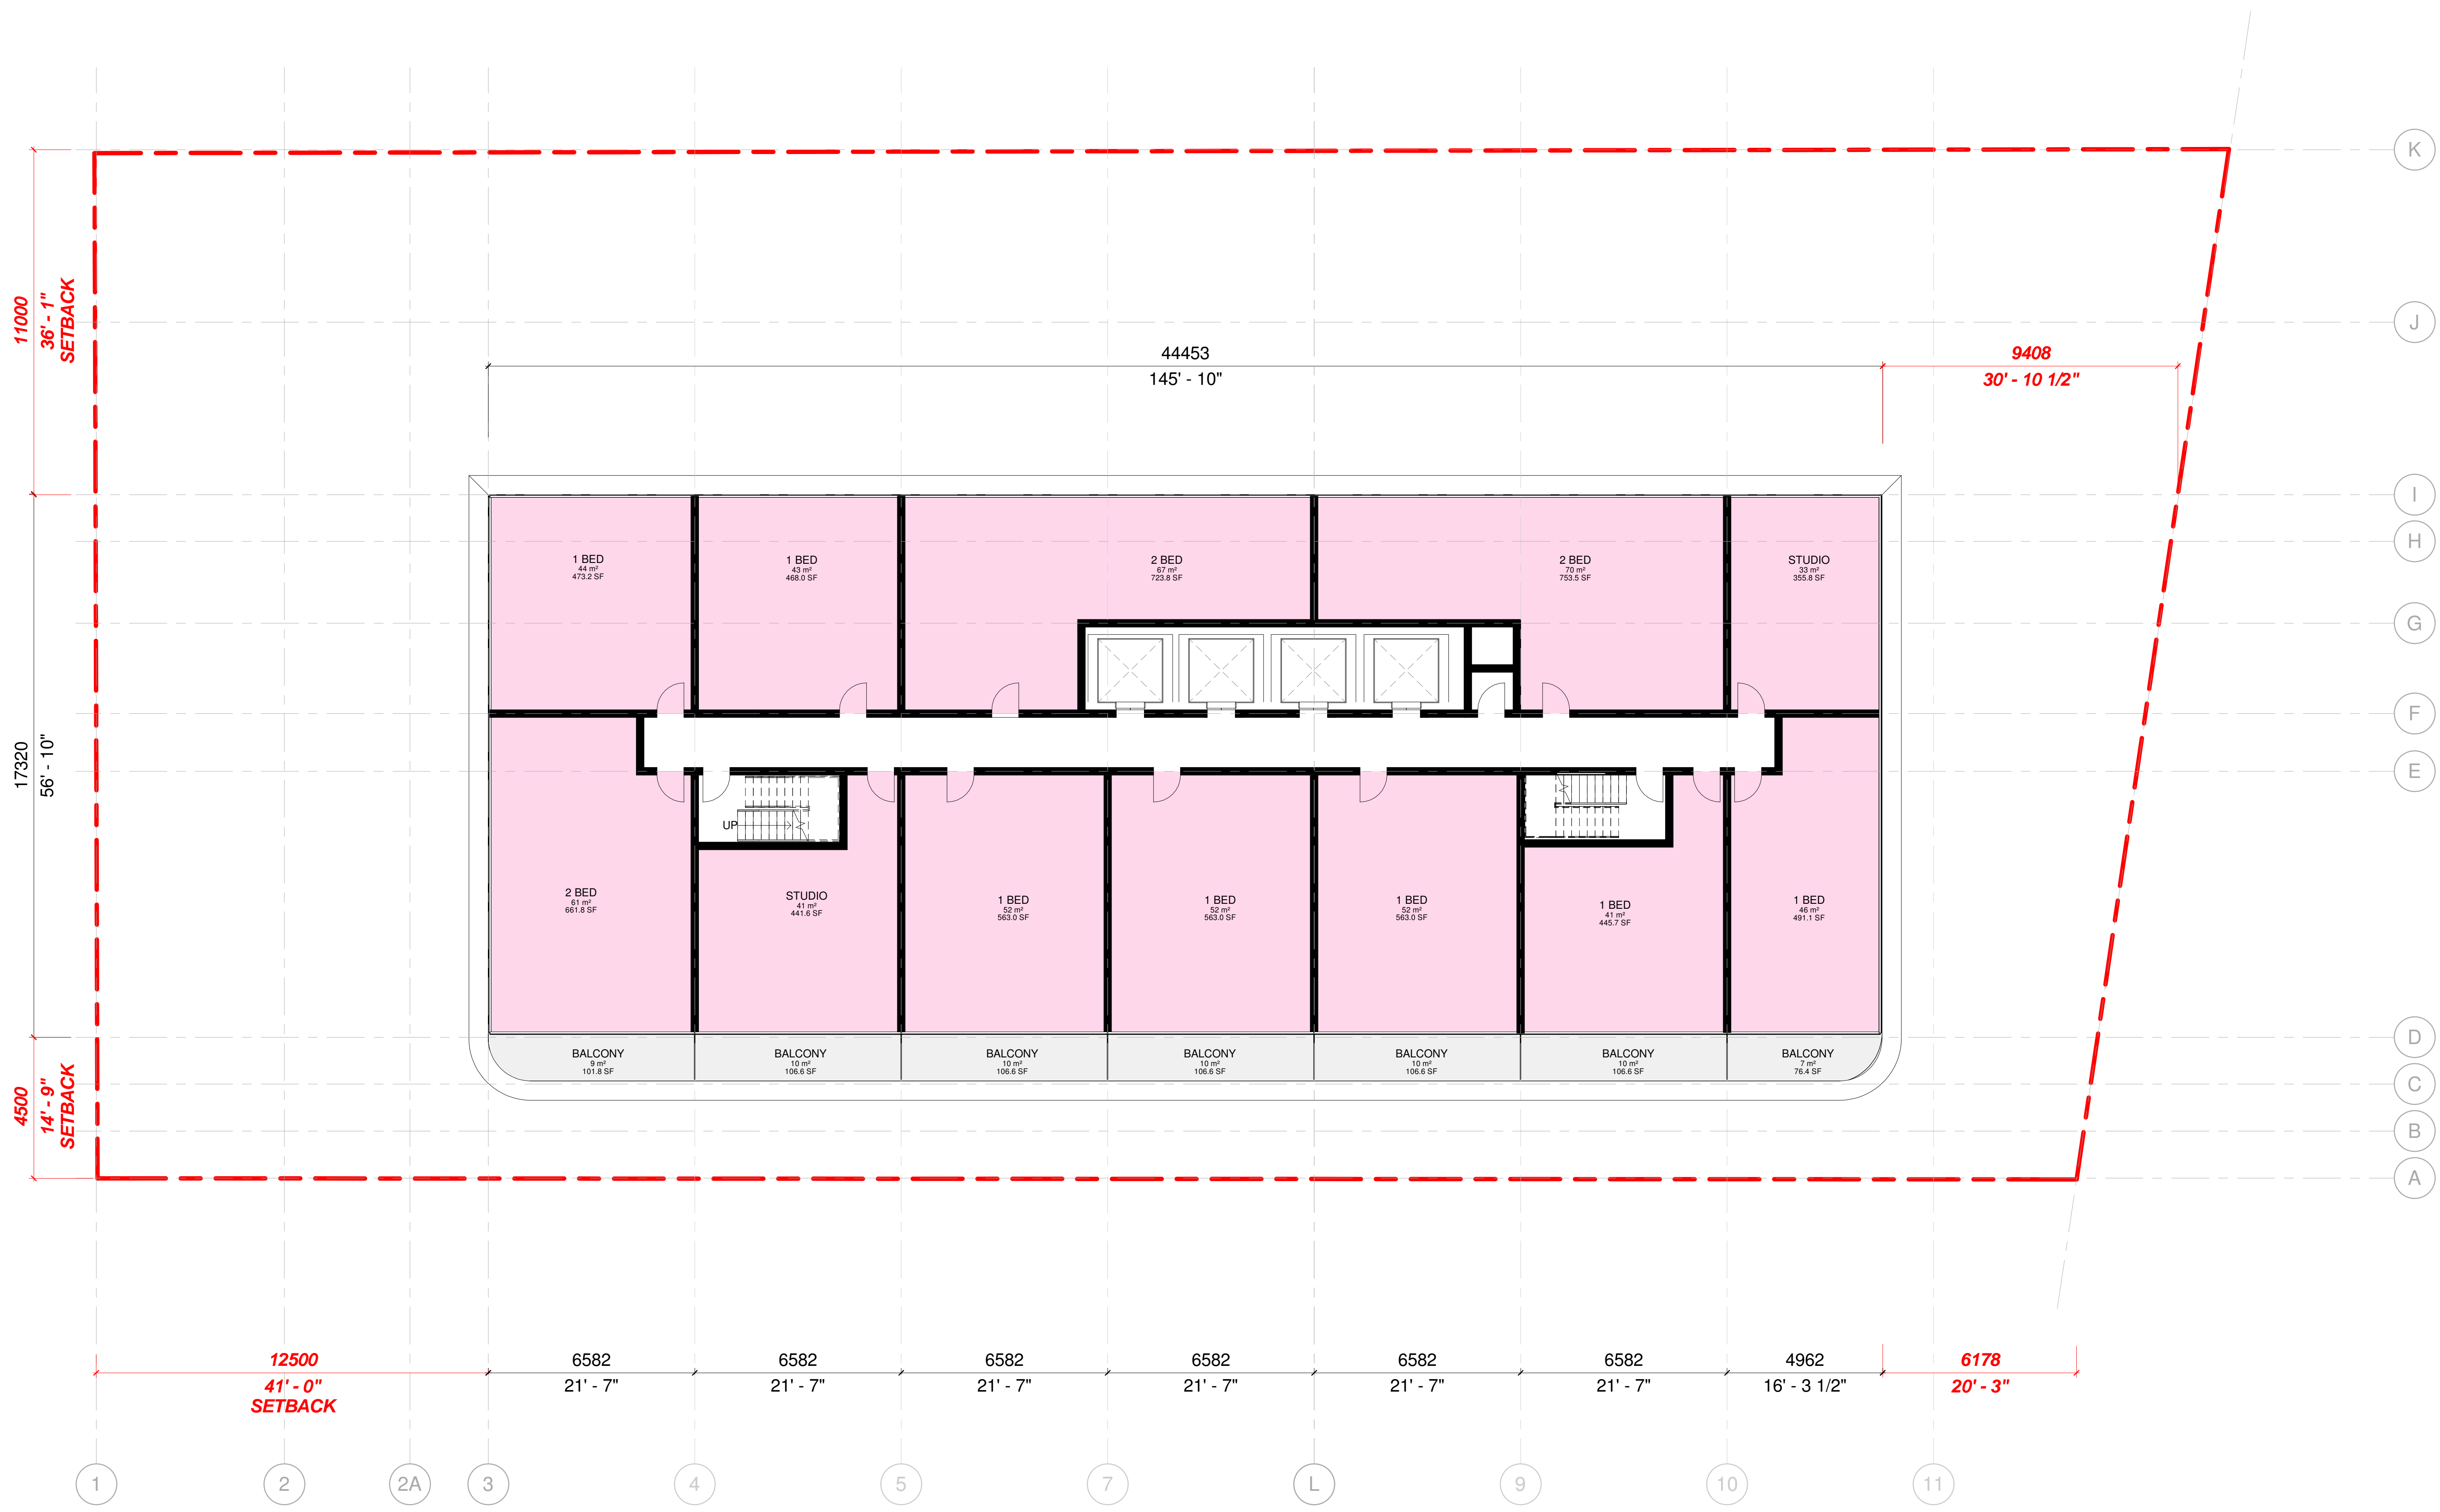 K
J
I
H
G
F
E
D
C
B
A
11000
36' - 1"
SETBACK
17320
56' - 10"
4500
14' - 9"
SETBACK
44453
145' - 10"
9408
30' - 10 1/2"
1 BED
44 m²
473.2 SF
1 BED
43 m²
468.0 SF
2 BED
67 m²
723.8 SF
2 BED
70 m²
753.5 SF
STUDIO
33 m²
355.8 SF
UP
2 BED
61 m²
661.8 SF
STUDIO
41 m²
441.6 SF
1 BED
52 m²
563.0 SF
1 BED
52 m²
563.0 SF
1 BED
52 m²
563.0 SF
1 BED
41 m²
445.7 SF
1 BED
46 m²
491.1 SF
BALCONY
9 m²
101.8 SF
BALCONY
10 m²
106.6 SF
BALCONY
10 m²
106.6 SF
BALCONY
10 m²
106.6 SF
BALCONY
10 m²
106.6 SF
BALCONY
10 m²
106.6 SF
BALCONY
7 m²
76.4 SF
12500
41' - 0"
SETBACK
6582
21' - 7"
6582
21' - 7"
6582
21' - 7"
6582
21' - 7"
6582
21' - 7"
6582
21' - 7"
4962
16' - 3 1/2"
6178
20' - 3"
1
2
2A
3
4
5
7
L
9
10
11